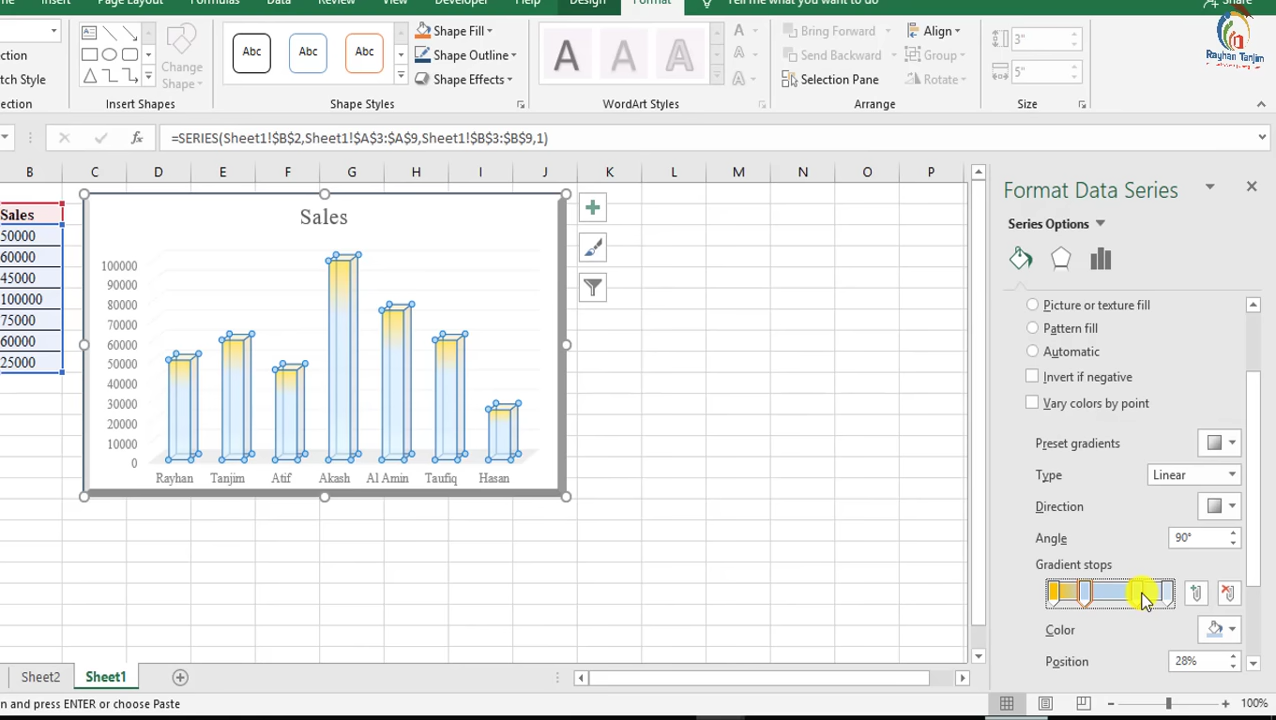 Insert Page Layout Formulas Data Review View Developer Help Design Format Tell me what you want to do Share
Rayhan Tanjim
ection
tch Style
ection
Change
Shape
Insert Shapes
Abc Abc Abc
Shape Fill
Shape Outline
Shape Effects
Shape Styles
A A A
A
A
A
WordArt Styles
Bring Forward
Send Backward
Selection Pane
Align
Group
Rotate
Arrange
3"
5"
Size
fx =SERIES(Sheet1!$B$2,Sheet1!$A$3:$A$9,Sheet1!$B$3:$B$9,1)
B C D E F G H I J K L M N O P
Sales
50000
60000
45000
100000
75000
60000
25000
Sales
100000
90000
80000
70000
60000
50000
40000
30000
20000
10000
0
Rayhan Tanjim Atif Akash Al Amin Taufiq Hasan
Format Data Series
Series Options
Picture or texture fill
Pattern fill
Automatic
Invert if negative
Vary colors by point
Preset gradients
Type Linear
Direction
Angle 90°
Gradient stops
Color
Position 28%
Sheet2 Sheet1
n and press ENTER or choose Paste
100%